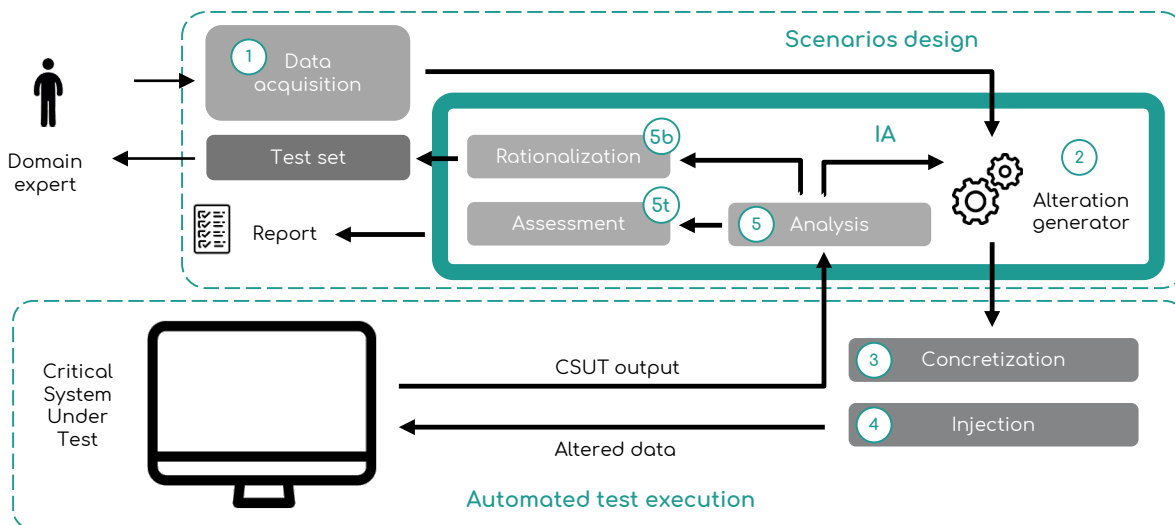 Scenarios design
1
Data
acquisition
Domain
expert
Test set
Rationalization
5b
IA
2
Alteration
generator
Assessment
5t
5
Analysis
Report
Critical
System
Under
Test
CSUT output
Altered data
3
Concretization
4
Injection
Automated test execution